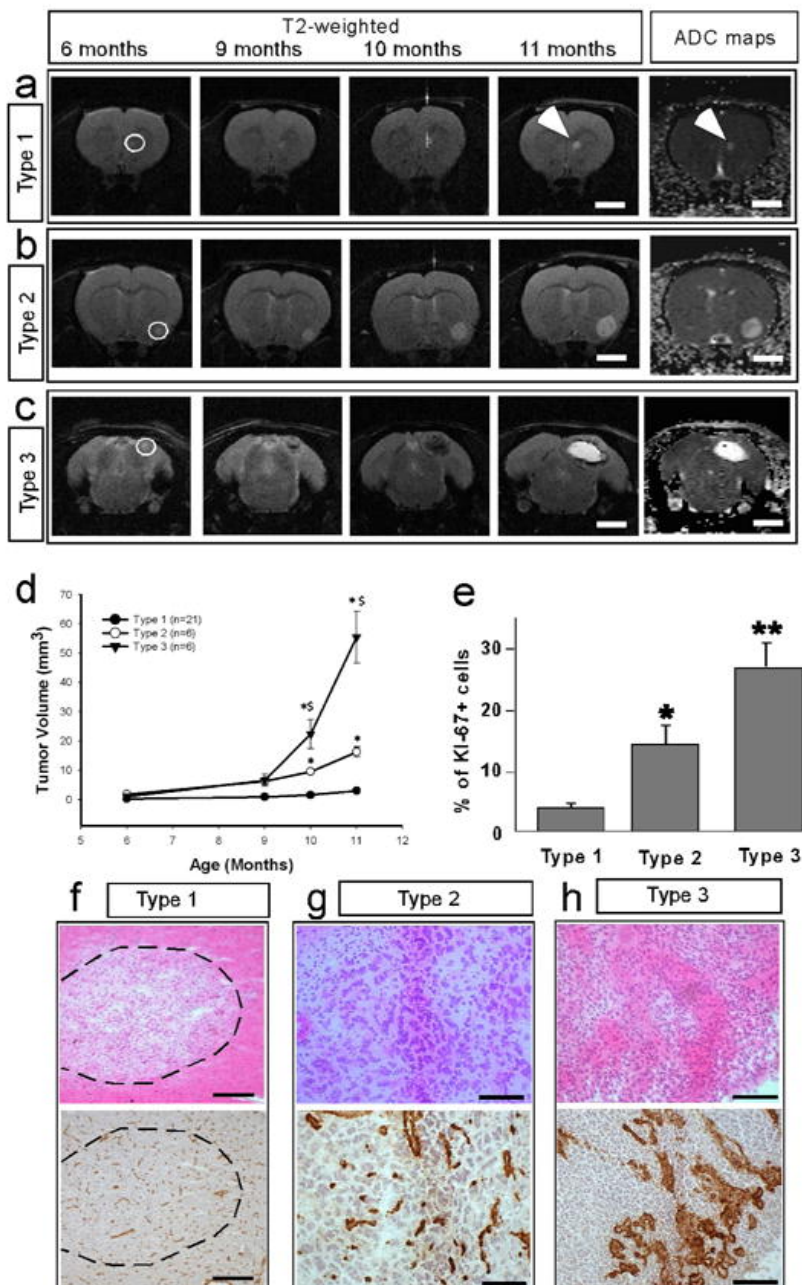 T2-weighted
6 months 9 months 10 months 11 months ADC maps
a
Type 1
b
Type 2
c
Type 3
d
Tumor Volume (mm3)
70
60
50
40
30
20
10
0
Type 1 (n=21)
Type 2 (n=6)
Type 3 (n=6)
*$
*$
*
*
5 6 7 8 9 10 11 12
Age (Months)
e
% of KI-67+ cells
30
20
10
0
*
**
Type 1 Type 2 Type 3
f Type 1
g Type 2
h Type 3